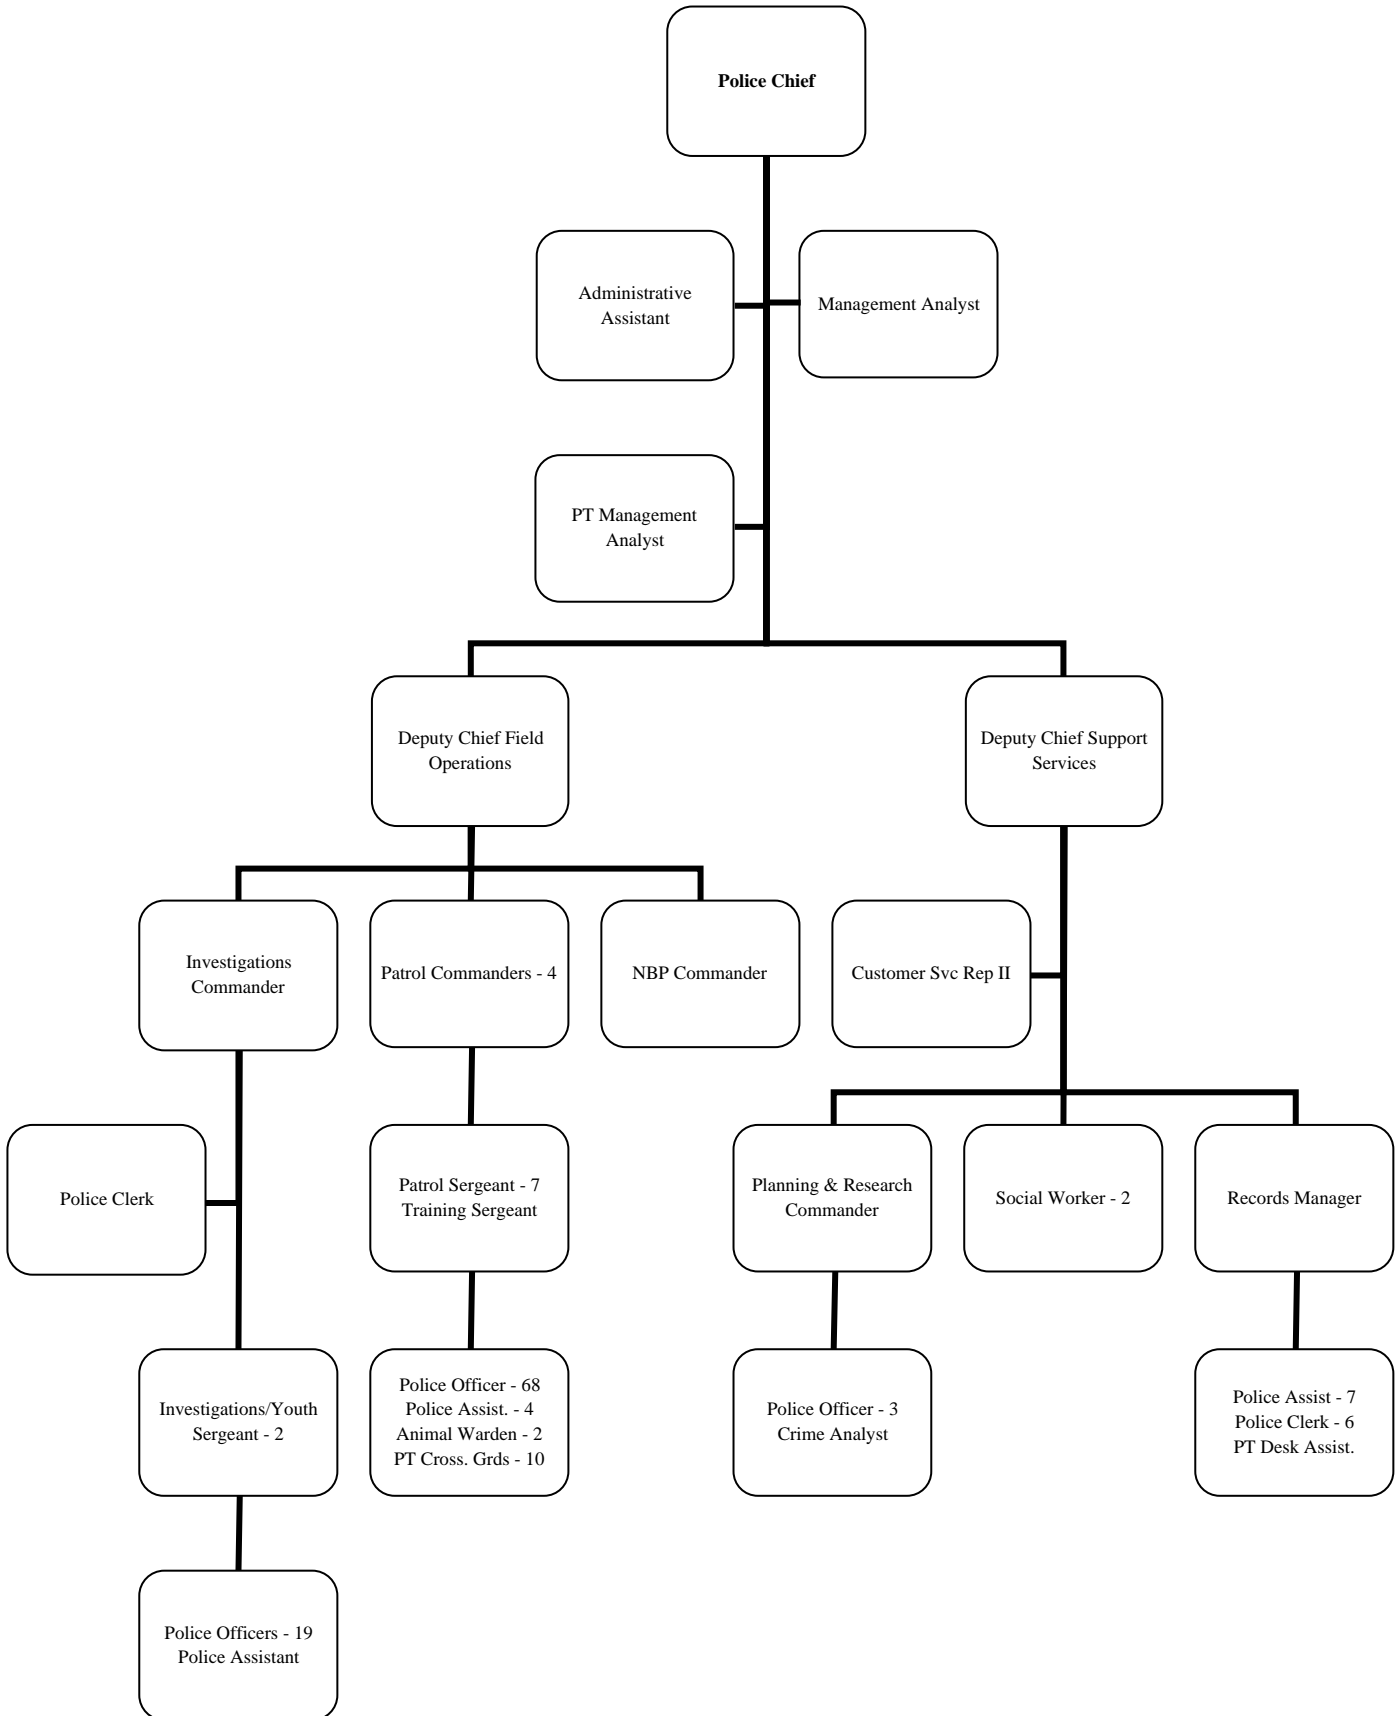 Police Chief
Administrative
Assistant
Management Analyst
PT Management
Analyst
Deputy Chief Field
Operations
Deputy Chief Support
Services
Investigations
Commander
Patrol Commanders - 4
NBP Commander
Customer Svc Rep II
Police Clerk
Patrol Sergeant - 7
Training Sergeant
Planning & Research
Commander
Social Worker - 2
Records Manager
Investigations/Youth
Sergeant - 2
Police Officer - 68
Police Assist. - 4
Animal Warden - 2
PT Cross. Grds - 10
Police Officer - 3
Crime Analyst
Police Assist - 7
Police Clerk - 6
PT Desk Assist.
Police Officers - 19
Police Assistant